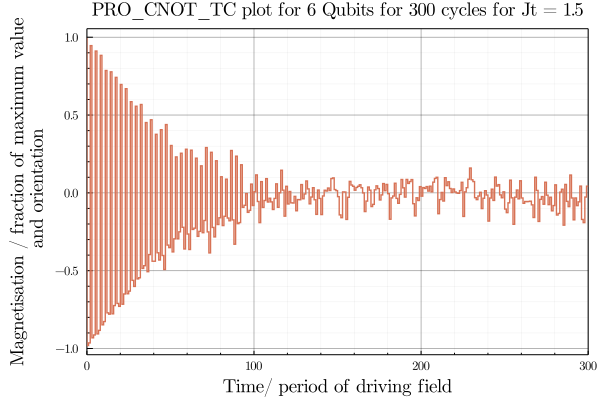 PRO_CNOT_TC plot for 6 Qubits for 300 cycles for Jt = 1.5
Magnetisation / fraction of maximum value
and orientation
1.0
0.5
0.0
−0.5
−1.0
0
100
200
300
Time/ period of driving field